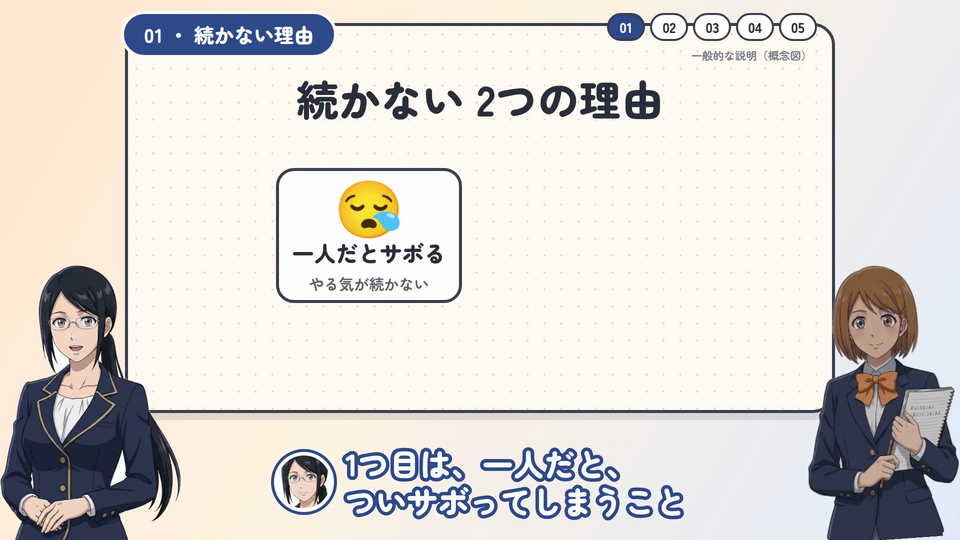 01 ・ 続かない理由
01 02 03 04 05
一般的な説明（概念図）
続かない 2つの理由
一人だとサボる
やる気が続かない
1つ目は、一人だと、
ついサボってしまうこと